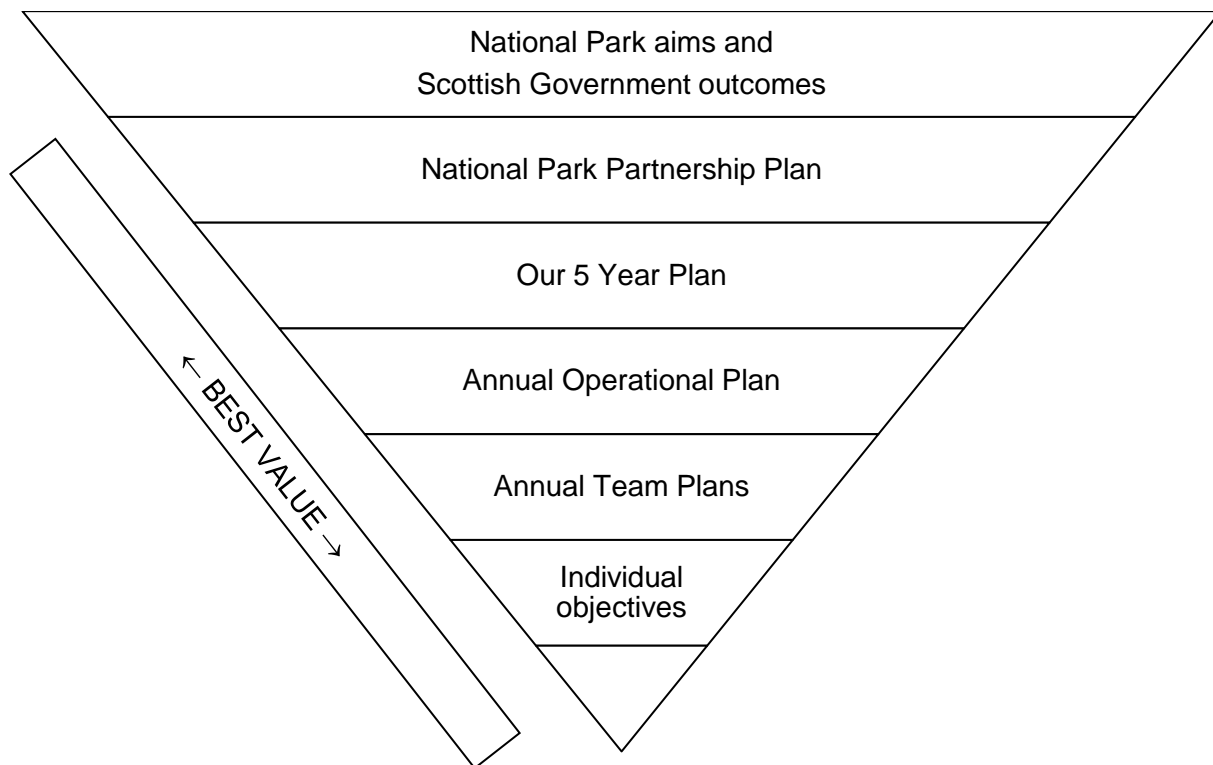 National Park aims and
Scottish Government outcomes
National Park Partnership Plan
Our 5 Year Plan
← BEST VALUE →
Annual Operational Plan
Annual Team Plans
Individual
objectives